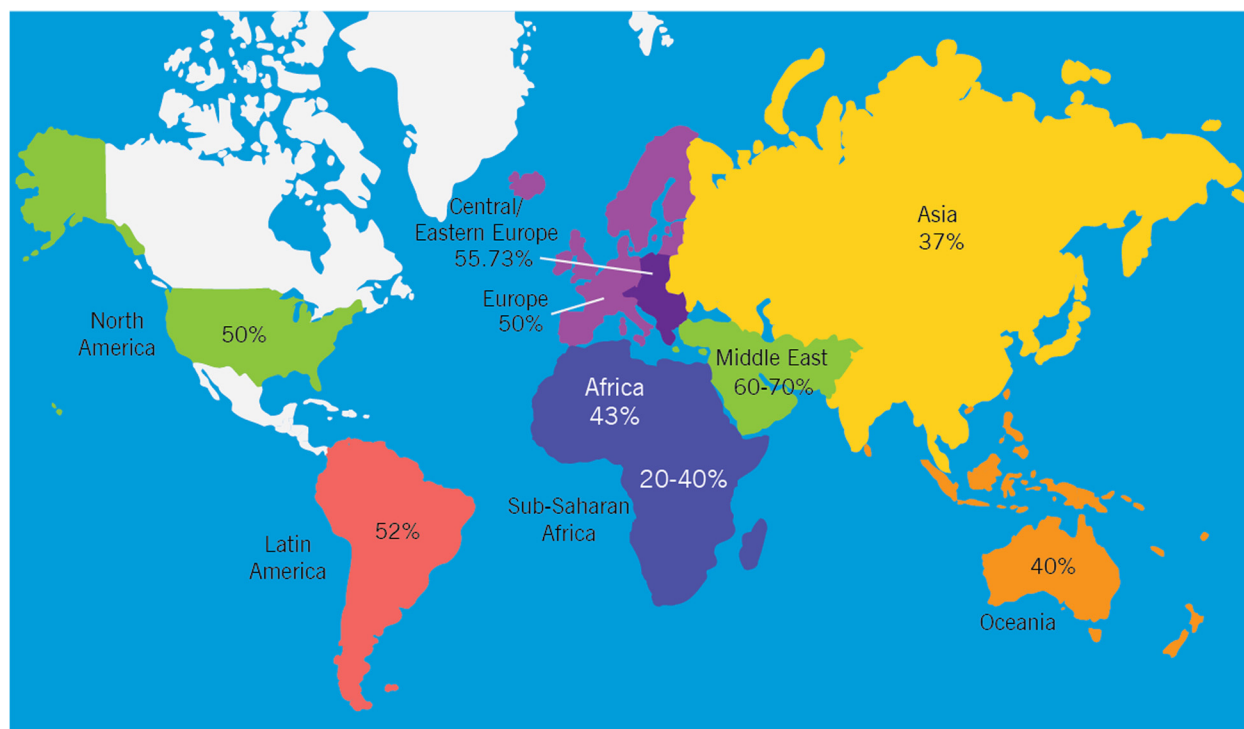 Central/
Eastern Europe
55.73%
Europe
50%
Asia
37%
North
America
50%
Middle East
60-70%
Africa
43%
20-40%
Sub-Saharan
Africa
52%
Latin
America
40%
Oceania